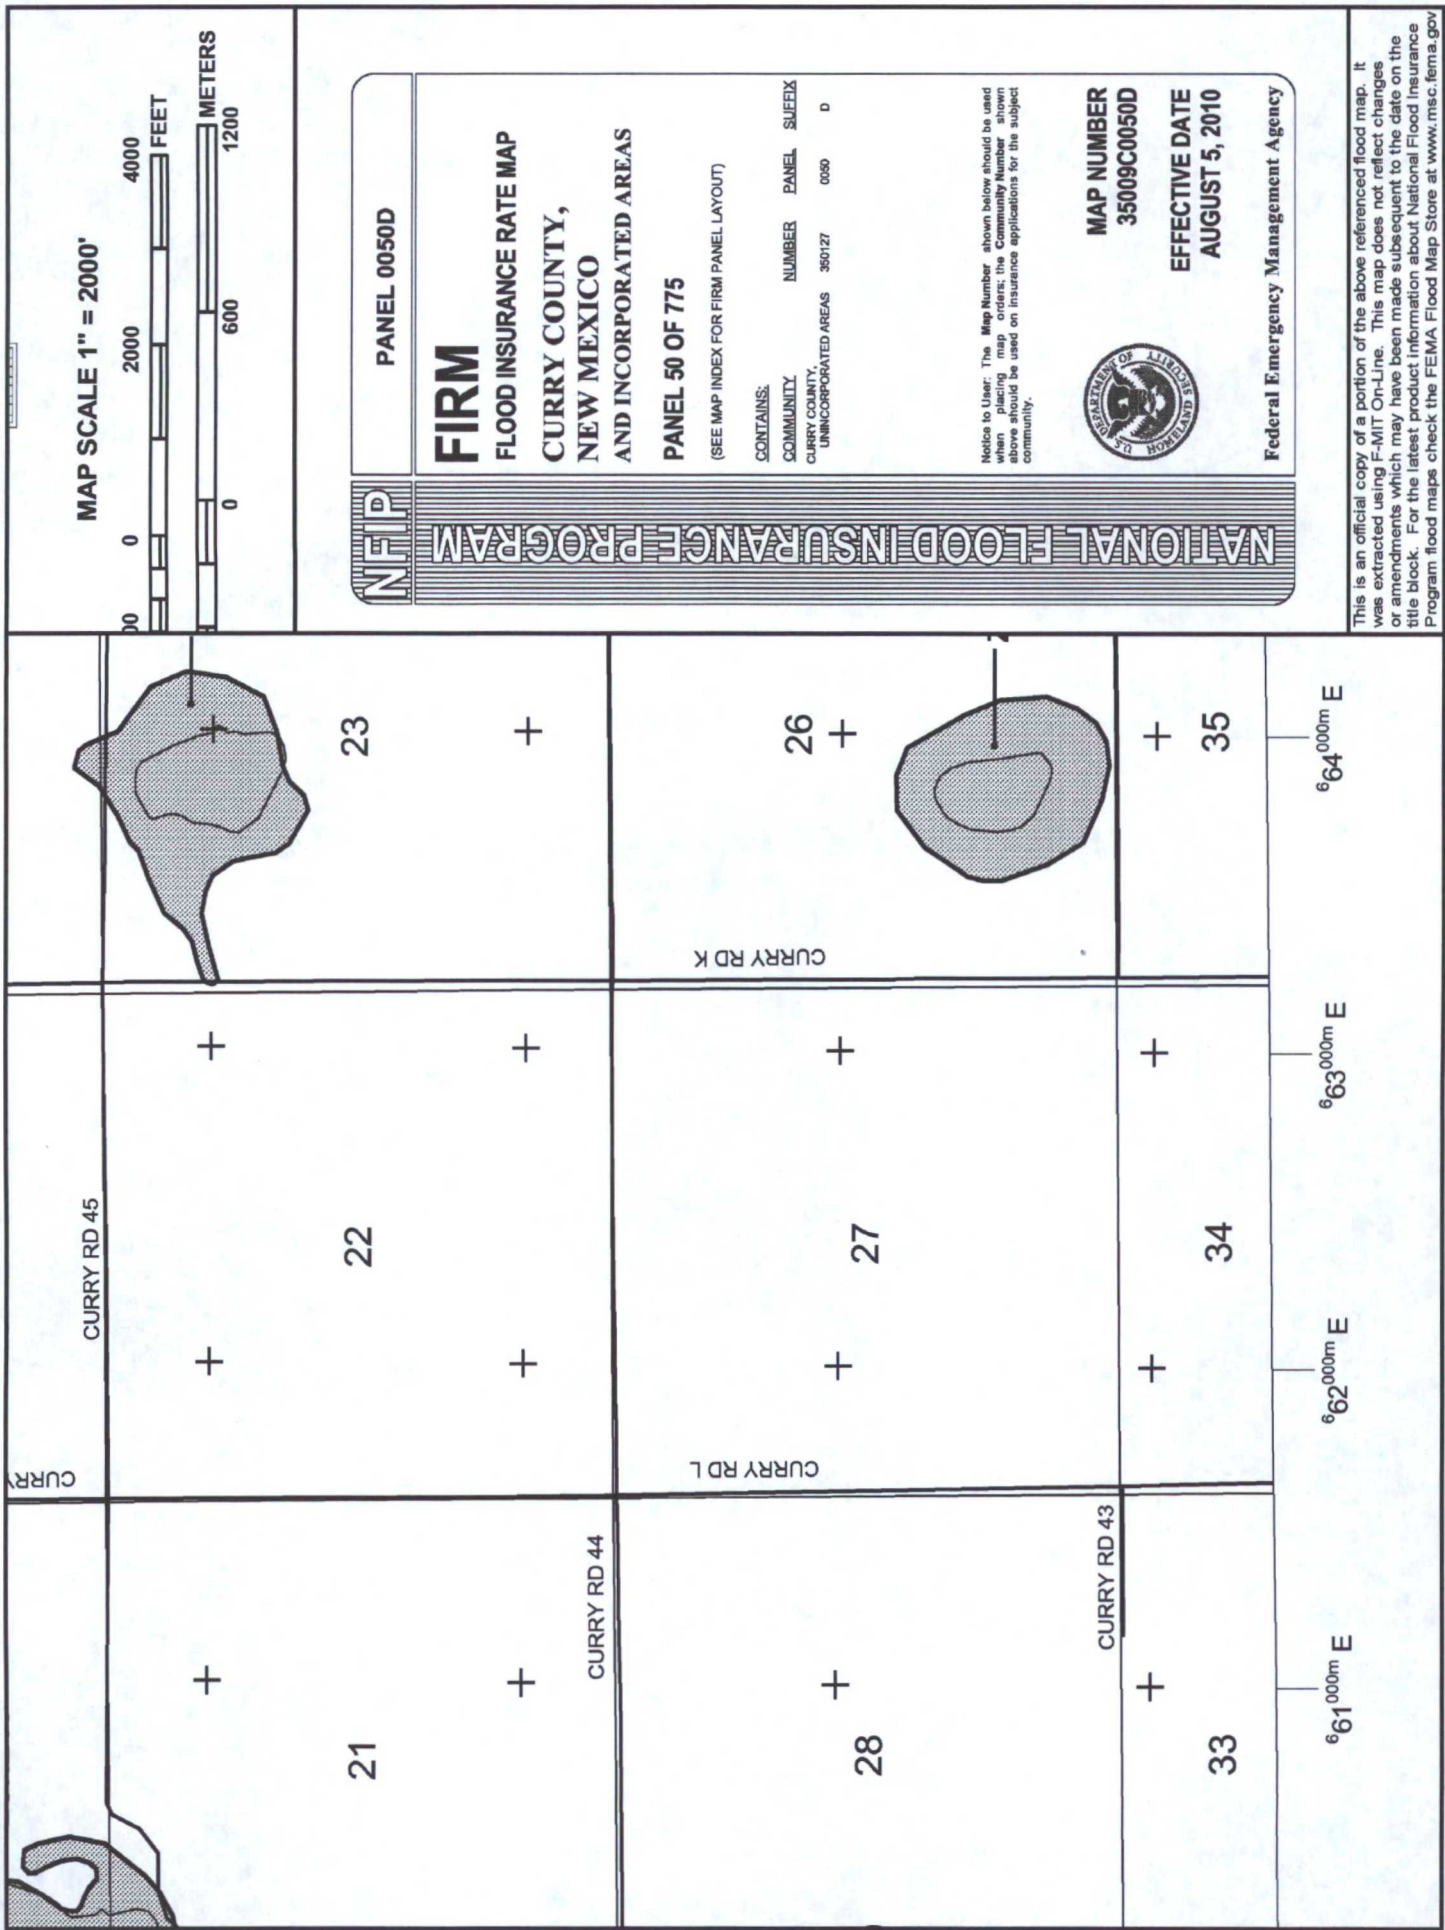 MAP SCALE 1" = 2000'
00 0 2000 4000
FEET
METERS
0 600 1200
NFIP
PANEL 0050D
FIRM
FLOOD INSURANCE RATE MAP
CURRY COUNTY,
NEW MEXICO
AND INCORPORATED AREAS
PANEL 50 OF 775
(SEE MAP INDEX FOR FIRM PANEL LAYOUT)
CONTAINS:
COMMUNITY NUMBER PANEL SUFFIX
CURRY COUNTY,
UNINCORPORATED AREAS 350127 0050 D
Notice to User: The Map Number shown below should be used
when placing map orders; the Community Number shown
above should be used on insurance applications for the subject
community.
U.S. DEPARTMENT OF HOMELAND SECURITY
MAP NUMBER
35009C0050D
EFFECTIVE DATE
AUGUST 5, 2010
Federal Emergency Management Agency
NATIONAL FLOOD INSURANCE PROGRAM
This is an official copy of a portion of the above referenced flood map. It
was extracted using F-MIT On-Line. This map does not reflect changes
or amendments which may have been made subsequent to the date on the
title block. For the latest product information about National Flood Insurance
Program flood maps check the FEMA Flood Map Store at www.msc.fema.gov
CURRY
CURRY RD 45
21
22
23
CURRY RD 44
CURRY RD L
CURRY RD K
28
27
26
CURRY RD 43
33
34
35
661000m E
662000m E
663000m E
664000m E